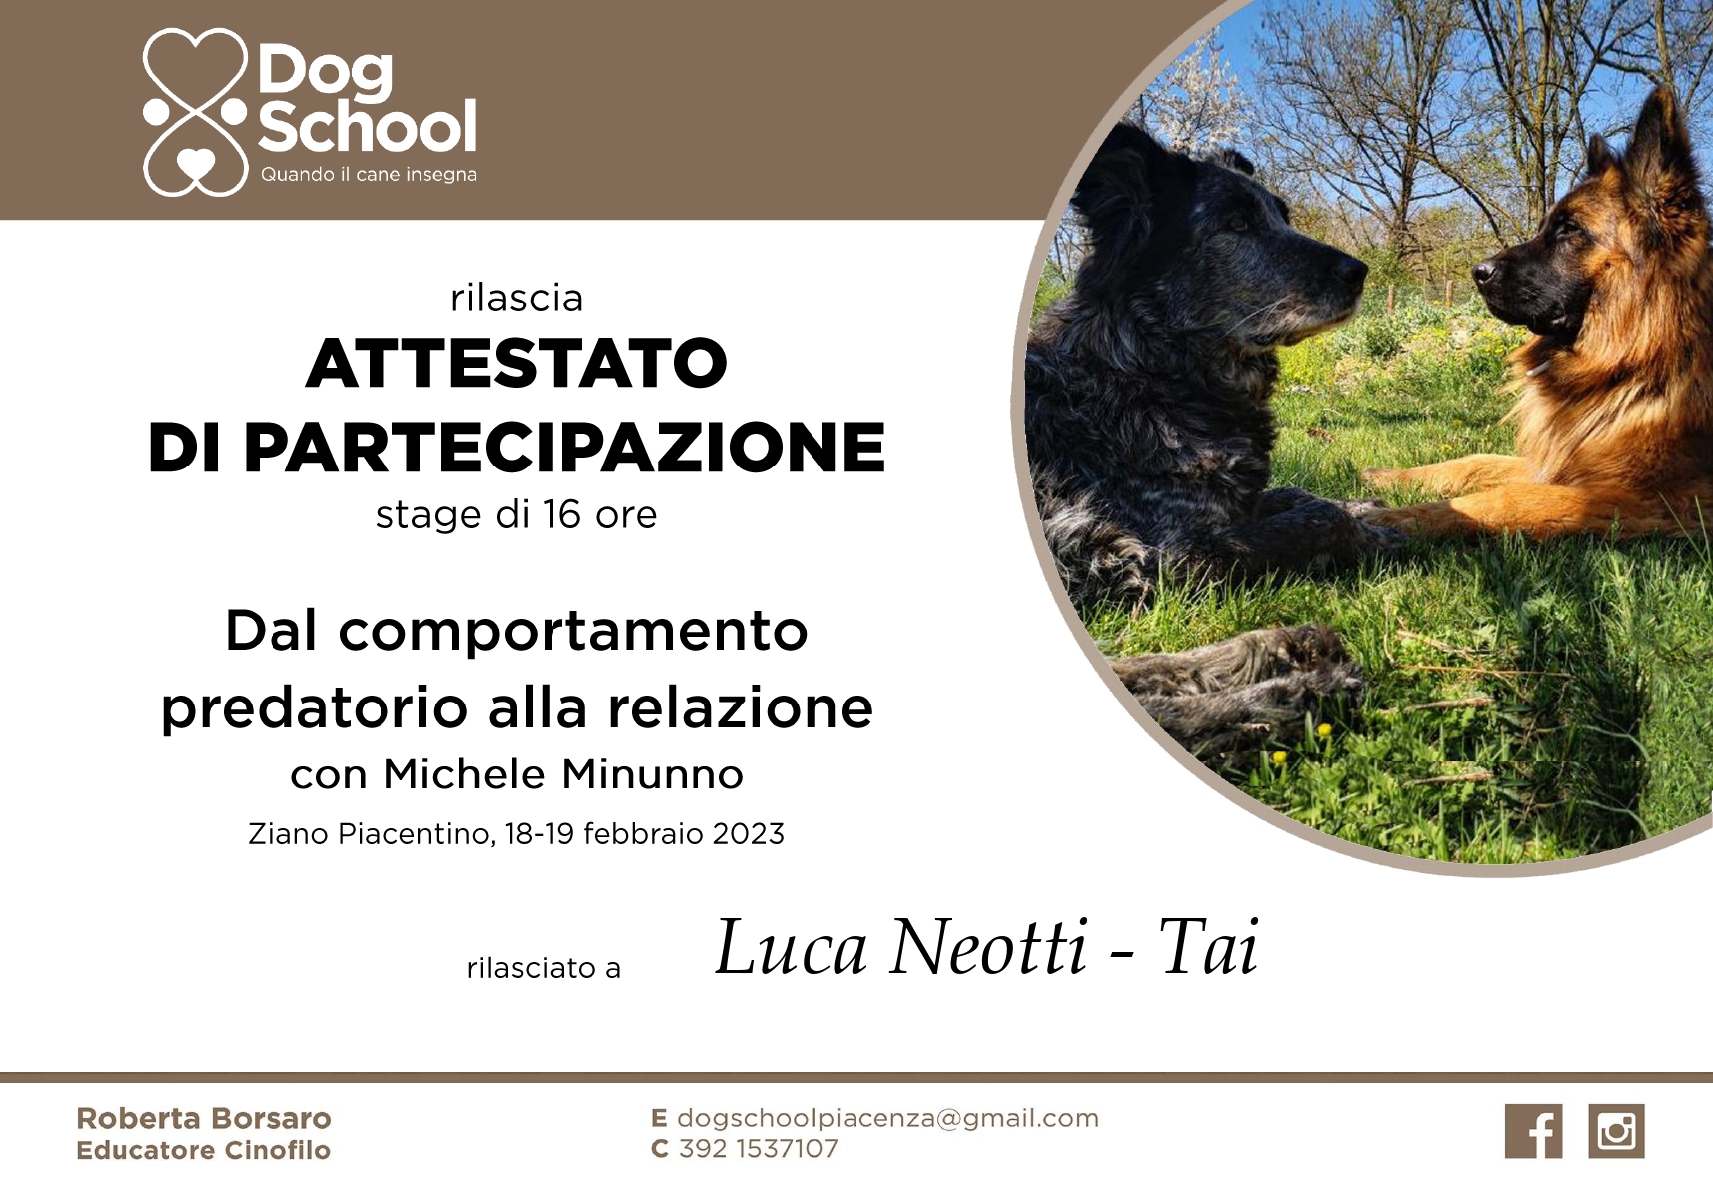 Dog
School
Quando il cane insegna
rilascia
ATTESTATO
DI PARTECIPAZIONE
stage di 16 ore
Dal comportamento
predatorio alla relazione
con Michele Minunno
Ziano Piacentino, 18-19 febbraio 2023
rilasciato a Luca Neotti - Tai
Roberta Borsaro
Educatore Cinofilo
E dogschoolpiacenza@gmail.com
C 392 1537107